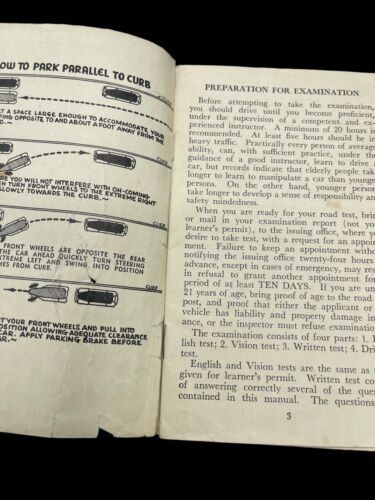 HOW TO PARK PARALLEL TO CURB
CURB
A SPACE LARGE ENOUGH TO ACCOMMODATE YOUR
OPPOSITE TO AND ABOUT A FOOT AWAY FROM THE
CURB
YOU WILL NOT INTERFERE WITH ON-COMING
TURN FRONT WHEELS TO THE EXTREME RIGHT
SLOWLY TOWARDS THE CURB.~
CURB
FRONT WHEELS ARE OPPOSITE THE REAR
THE CAR AHEAD QUICKLY TURN STEERING
EXTREME LEFT AND SWING INTO POSITION
FROM CURB.
CURB
YOUR FRONT WHEELS AND PULL INTO
POSITION ALLOWING ADEQUATE CLEARANCE
CAR. APPLY PARKING BRAKE BEFORE
PREPARATION FOR EXAMINATION
Before attempting to take the examination,
you should drive until you become proficient,
under the supervision of a competent and ex-
perienced instructor. A minimum of 20 hours is
recommended. At least five hours should be in
heavy traffic. Practically every person of average
ability, can, with sufficient practice, under the
guidance of a good instructor, learn to drive a
car, but records indicate that elderly people take
longer to learn to manipulate a car than younger
persons. On the other hand, younger persons
take longer to develop a sense of responsibility and
safety mindedness.
When you are ready for your road test, bring
or mail in your examination report (not your
learner's permit), to the issuing office, where you
desire to take test, with a request for an appoint-
ment. Failure to keep an appointment without
notifying the issuing office twenty-four hours in
advance, except in cases of emergency, may result
in refusal to grant another appointment for a
period of at least TEN DAYS. If you are under
21 years of age, bring proof of age to the road test
post, and proof that either the applicant or the
vehicle has liability and property damage insur-
ance, or the inspector must refuse examination.
The examination consists of four parts: 1.
lish test; 2. Vision test; 3. Written test; 4.
English and Vision tests are the same as
given for learner's permit. Written test
of answering correctly several of the
contained in this manual. The questions
3